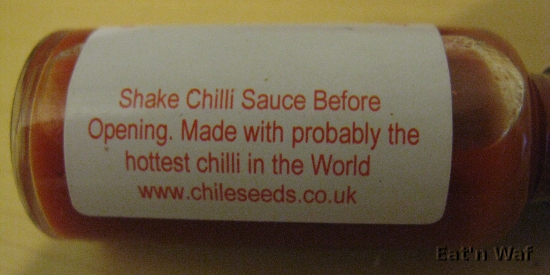 Shake Chilli Sauce Before
Opening. Made with probably the
hottest chilli in the World
www.chileseeds.co.uk
Eat'n Waf